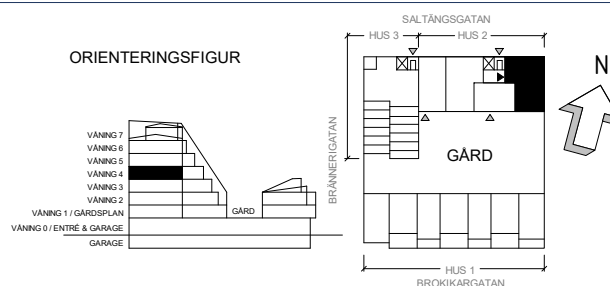 ORIENTERINGSFIGUR
VÅNING 7
VÅNING 6
VÅNING 5
VÅNING 4
VÅNING 3
VÅNING 2
VÅNING 1 / GÅRDSPLAN
VÅNING 0 / ENTRÉ & GARAGE
GARAGE
GÅRD
SALTÄNGSGATAN
HUS 3
HUS 2
BRÄNNERIGATAN
GÅRD
HUS 1
BROKIKARGATAN
N